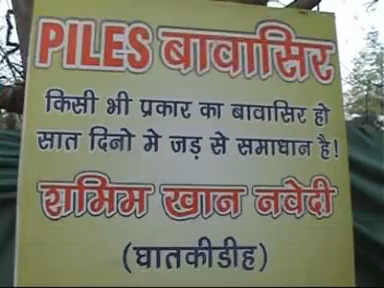 PILES बावासिर
किसी भी प्रकार का बावासिर हो
सात दिनो मे जड़ से समाधान है!
शमिम खान नवेदी
(घातकीडीह)